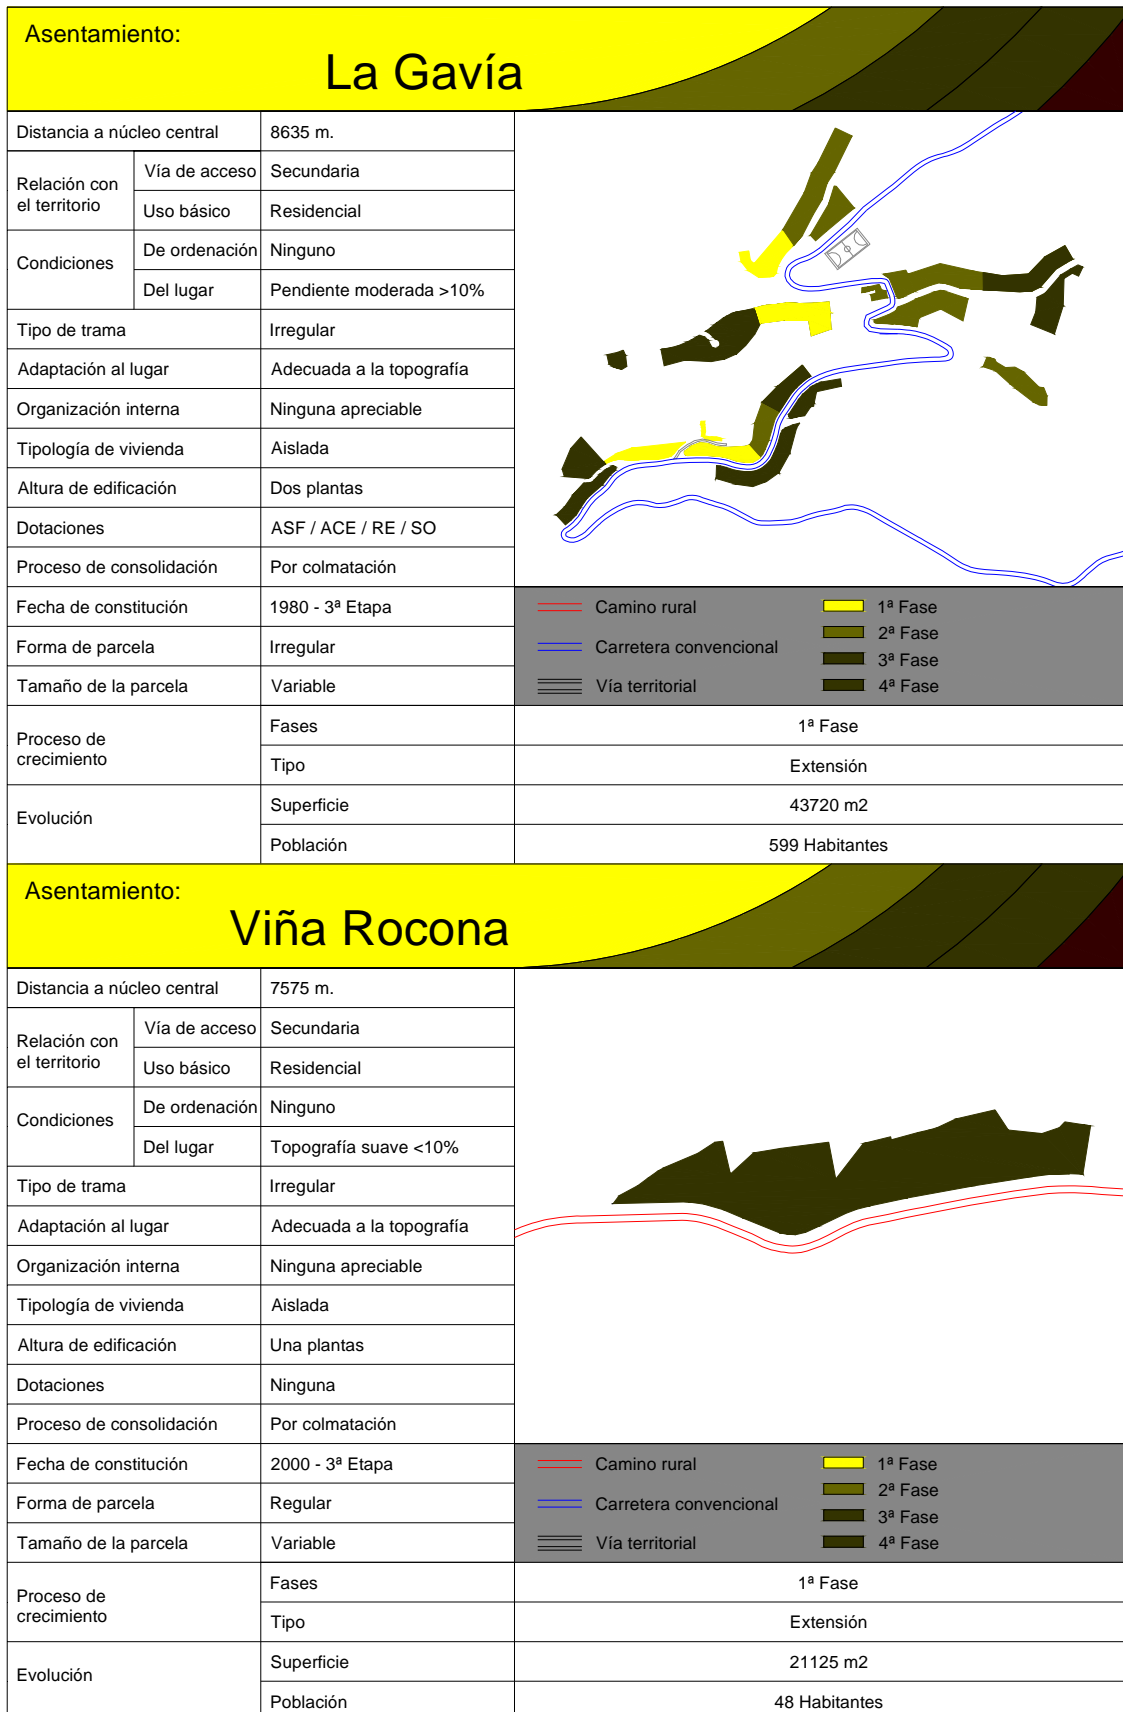 Asentamiento:
La Gavía
Distancia a núcleo central 8635 m.
Relación con el territorio Vía de acceso Secundaria
Uso básico Residencial
Condiciones De ordenación Ninguno
Del lugar Pendiente moderada >10%
Tipo de trama Irregular
Adaptación al lugar Adecuada a la topografía
Organización interna Ninguna apreciable
Tipología de vivienda Aislada
Altura de edificación Dos plantas
Dotaciones ASF / ACE / RE / SO
Proceso de consolidación Por colmatación
Fecha de constitución 1980 - 3ª Etapa
Forma de parcela Irregular
Tamaño de la parcela Variable
Camino rural 1ª Fase
2ª Fase
Carretera convencional
3ª Fase
Vía territorial 4ª Fase
Proceso de crecimiento Fases 1ª Fase
Tipo Extensión
Evolución Superficie 43720 m2
Población 599 Habitantes
Asentamiento:
Viña Rocona
Distancia a núcleo central 7575 m.
Relación con el territorio Vía de acceso Secundaria
Uso básico Residencial
Condiciones De ordenación Ninguno
Del lugar Topografía suave <10%
Tipo de trama Irregular
Adaptación al lugar Adecuada a la topografía
Organización interna Ninguna apreciable
Tipología de vivienda Aislada
Altura de edificación Una plantas
Dotaciones Ninguna
Proceso de consolidación Por colmatación
Fecha de constitución 2000 - 3ª Etapa
Forma de parcela Regular
Tamaño de la parcela Variable
Camino rural 1ª Fase
2ª Fase
Carretera convencional
3ª Fase
Vía territorial 4ª Fase
Proceso de crecimiento Fases 1ª Fase
Tipo Extensión
Evolución Superficie 21125 m2
Población 48 Habitantes